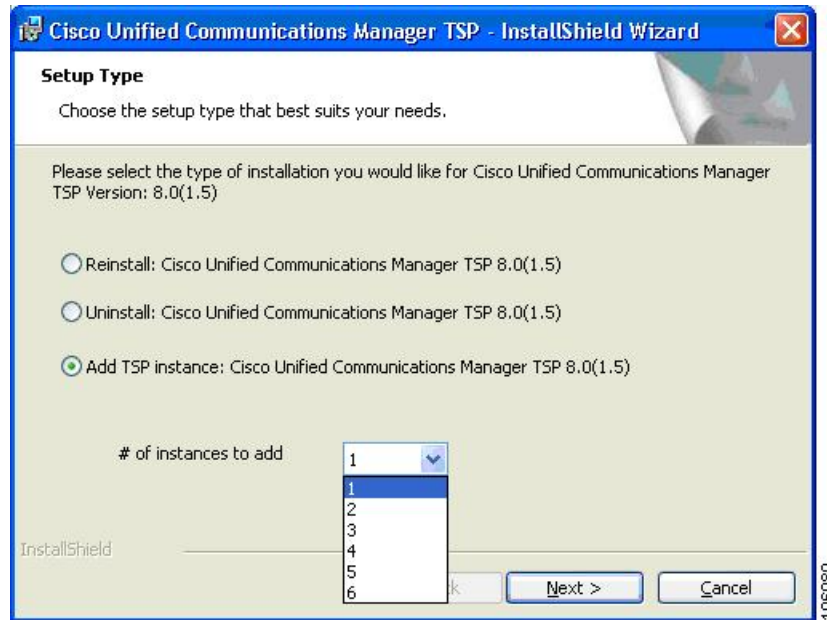 Cisco Unified Communications Manager TSP - InstallShield Wizard
Setup Type
Choose the setup type that best suits your needs.
Please select the type of installation you would like for Cisco Unified Communications Manager
TSP Version: 8.0(1.5)
Reinstall: Cisco Unified Communications Manager TSP 8.0(1.5)
Uninstall: Cisco Unified Communications Manager TSP 8.0(1.5)
Add TSP instance: Cisco Unified Communications Manager TSP 8.0(1.5)
# of instances to add
1
1
2
3
4
5
6
InstallShield
Next >
Cancel